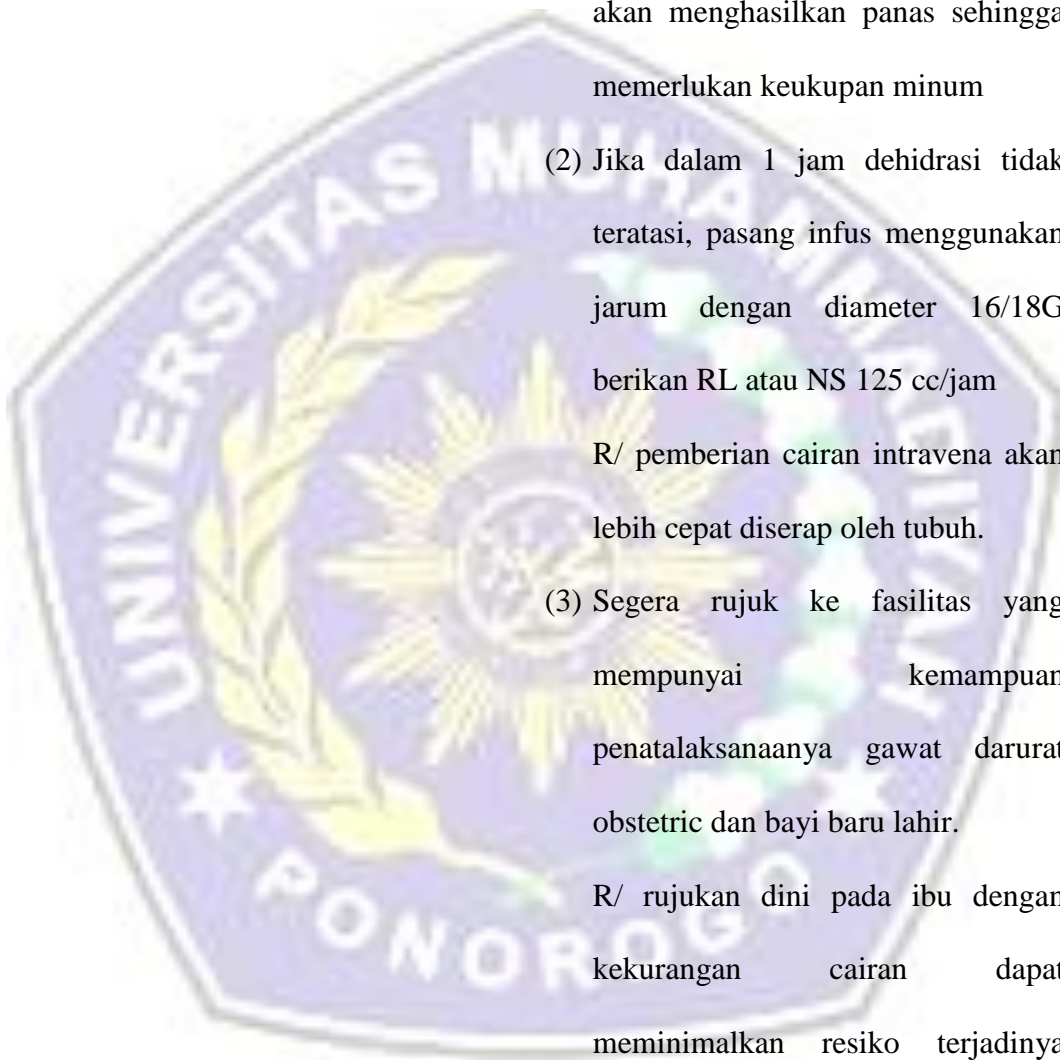 akan menghasilkan panas sehingga
memerlukan keukupan minum
(2) Jika dalam 1 jam dehidrasi tidak
teratasi, pasang infus menggunakan
jarum dengan diameter 16/18G
berikan RL atau NS 125 cc/jam
R/ pemberian cairan intravena akan
lebih cepat diserap oleh tubuh.
(3) Segera rujuk ke fasilitas yang
mempunyai kemampuan
penatalaksanaanya gawat darurat
obstetric dan bayi baru lahir.
R/ rujukan dini pada ibu dengan
kekurangan cairan dapat
meminimalkan resiko terjadinya
UNIVERSITAS MUHAMMADIYAH
PONOROGO